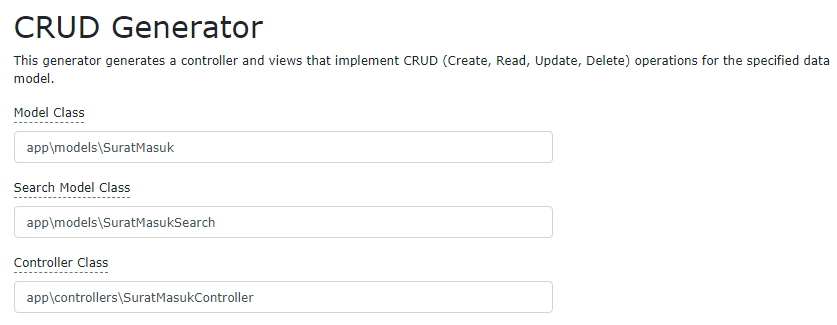 CRUD Generator
This generator generates a controller and views that implement CRUD (Create, Read, Update, Delete) operations for the specified data
model.
Model Class
app\models\SuratMasuk
Search Model Class
app\models\SuratMasukSearch
Controller Class
app\controllers\SuratMasukController